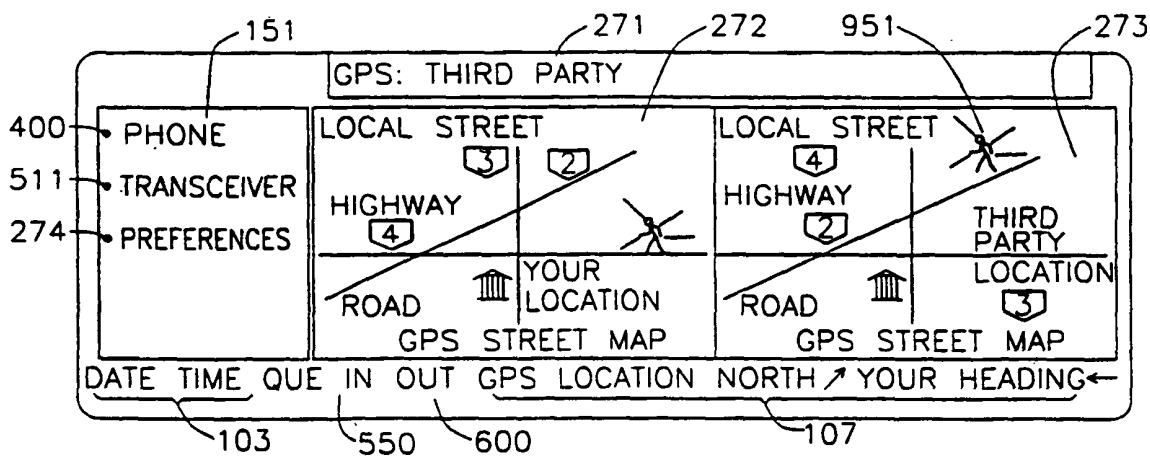 151 271 272 951 273
GPS: THIRD PARTY
400 PHONE
511 TRANSCEIVER
274 PREFERENCES
LOCAL STREET
3 2
HIGHWAY
4
YOUR
LOCATION
ROAD
GPS STREET MAP
LOCAL STREET
4
HIGHWAY
2
THIRD
PARTY
LOCATION
ROAD 3
GPS STREET MAP
DATE TIME QUE IN OUT GPS LOCATION NORTH↗YOUR HEADING←
103 550 600 107